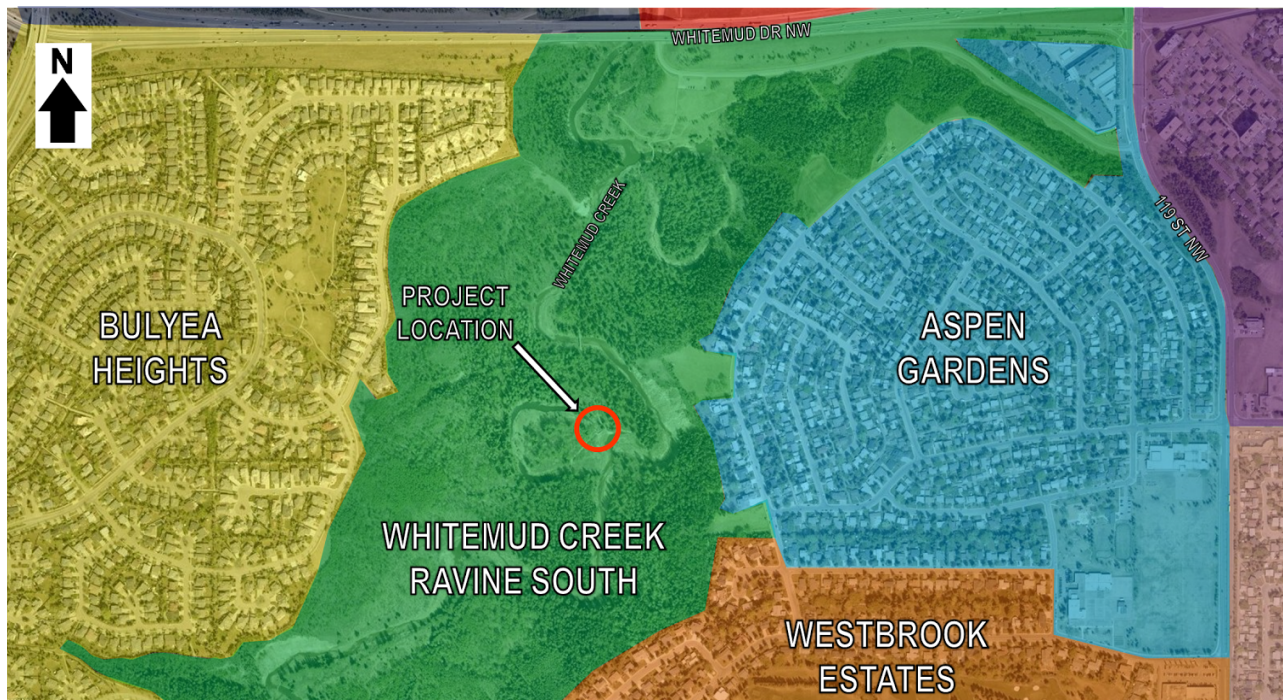 N
WHITEMUD DR NW
WHITEMUD CREEK
119 ST NW
PROJECT
LOCATION
BULYEA
HEIGHTS
ASPEN
GARDENS
WHITEMUD CREEK
RAVINE SOUTH
WESTBROOK
ESTATES